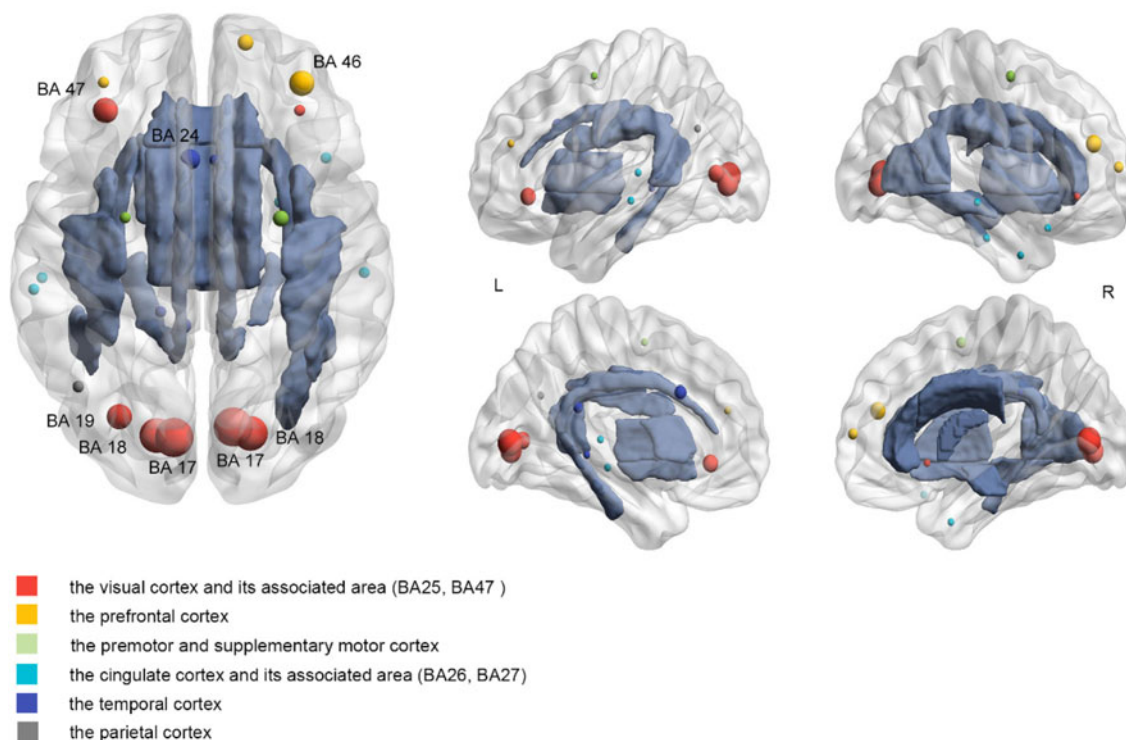 BA 46
BA 47
BA 24
L
R
BA 19
BA 18
BA 17
BA 17
BA 18
the visual cortex and its associated area (BA25, BA47 )
the prefrontal cortex
the premotor and supplementary motor cortex
the cingulate cortex and its associated area (BA26, BA27)
the temporal cortex
the parietal cortex